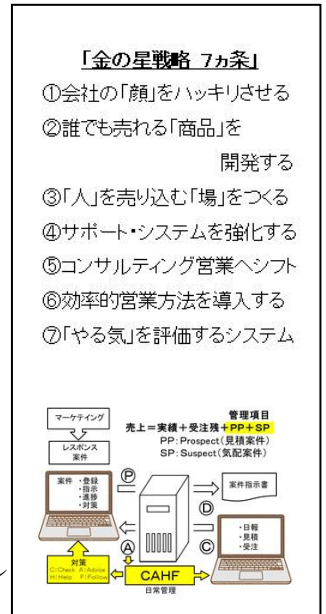 「金の星戦略 7ヵ条」
①会社の「顔」をハッキリさせる
②誰でも売れる「商品」を
開発する
③「人」を売り込む「場」をつくる
④サポート・システムを強化する
⑤コンサルティング営業へシフト
⑥効率的営業方法を導入する
⑦「やる気」を評価するシステム
マーケティング
レスポンス
案件
管理項目
売上＝実績＋受注残＋PP＋SP
PP：Prospect（見積案件）
SP：Suspect（気配案件）
案件 ・登録
・指示
・進捗
・対策
Ⓟ
Ⓓ
案件指示書
Ⓐ
Ⓒ
・日報
・見積
・受注
対策
C:Check A:Advise
H:Help F:Follow
CAHF
日常管理